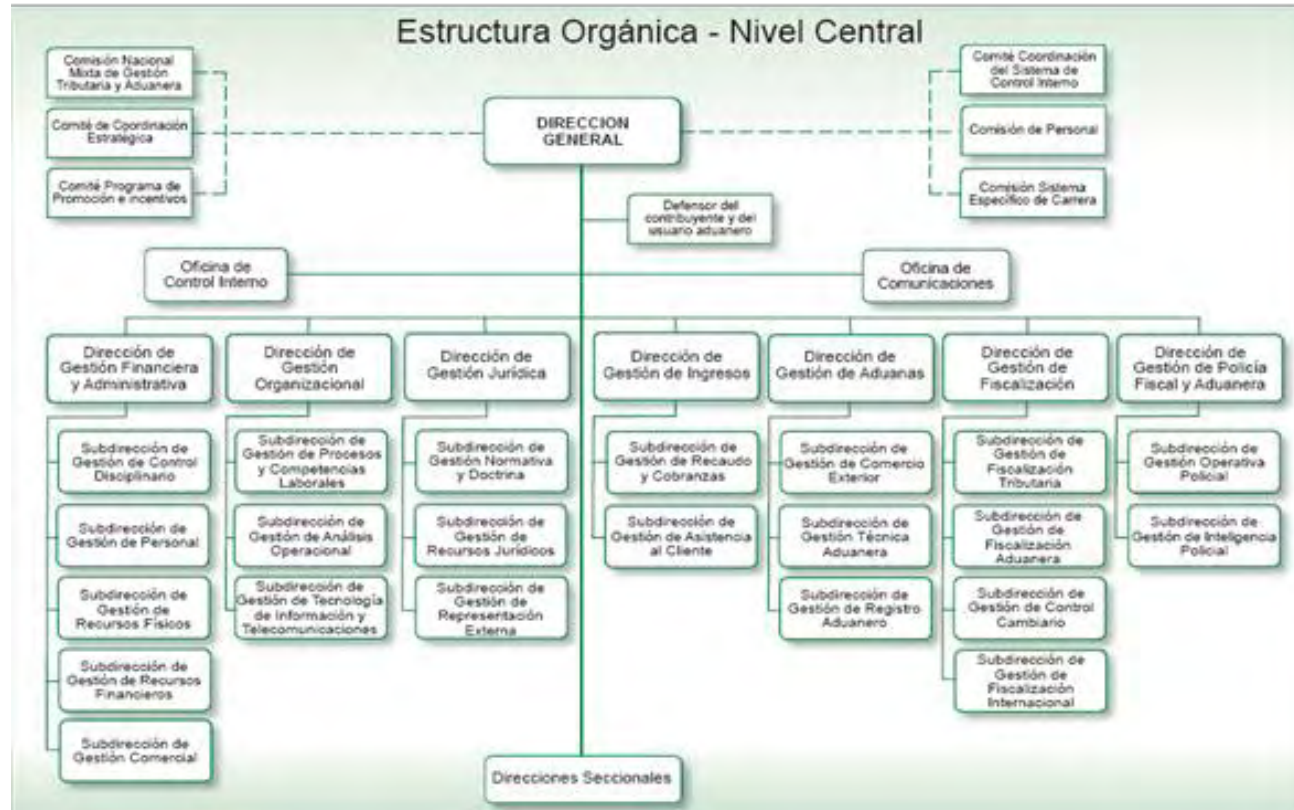 Estructura Orgánica - Nivel Central
Comisión Nacional
Mixta de Gestión
Tributaria y Aduanera
Comité de Coordinación
Estratégica
Comité Programa de
Promoción e incentivos
DIRECCION
GENERAL
Comité Coordinación
del Sistema de
Control Interno
Comisión de Personal
Comisión Sistema
Específico de Carrera
Defensor del
contribuyente y del
usuario aduanero
Oficina de
Control Interno
Oficina de
Comunicaciones
Dirección de
Gestión Financiera
y Administrativa
Subdirección de
Gestión de Control
Disciplinario
Subdirección de
Gestión de Personal
Subdirección de
Gestión de
Recursos Físicos
Subdirección de
Gestión de Recursos
Financieros
Subdirección de
Gestión Comercial
Dirección de
Gestión
Organizacional
Subdirección de
Gestión de Procesos
y Competencias
Laborales
Subdirección de
Gestión de Análisis
Operacional
Subdirección de
Gestión de Tecnología
de Información y
Telecomunicaciones
Dirección de
Gestión Jurídica
Subdirección de
Gestión Normativa
y Doctrina
Subdirección de
Gestión de
Recursos Jurídicos
Subdirección de
Gestión de
Representación
Externa
Dirección de
Gestión de Ingresos
Subdirección de
Gestión de Recaudo
y Cobranzas
Subdirección de
Gestión de Asistencia
al Cliente
Dirección de
Gestión de Aduanas
Subdirección de
Gestión de Comercio
Exterior
Subdirección de
Gestión Técnica
Aduanera
Subdirección de
Gestión de Registro
Aduanero
Dirección de
Gestión de
Fiscalización
Subdirección de
Gestión de
Fiscalización
Tributaria
Subdirección de
Gestión de
Fiscalización
Aduanera
Subdirección de
Gestión de Control
Cambiario
Subdirección de
Gestión de
Fiscalización
Internacional
Dirección de
Gestión de Policía
Fiscal y Aduanera
Subdirección de
Gestión Operativa
Policial
Subdirección de
Gestión de Inteligencia
Policial
Direcciones Seccionales